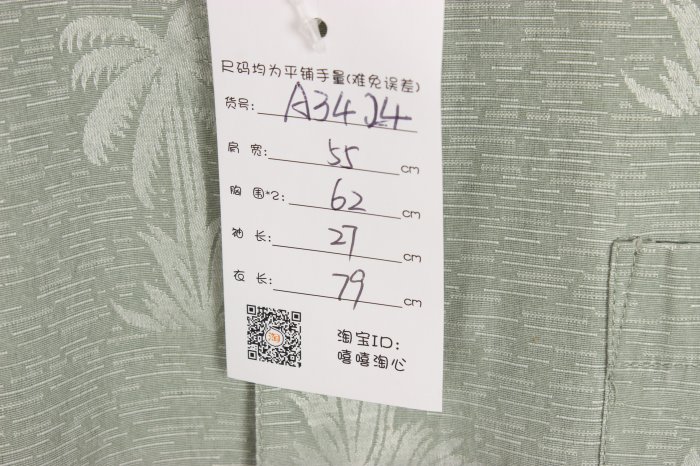 尺码均为平铺手量(难免误差)
货号: A3424
肩 宽: 55 cm
胸 围*2: 62 cm
袖 长: 27 cm
衣 长: 79 cm
淘
淘宝ID:
嘻嘻淘心